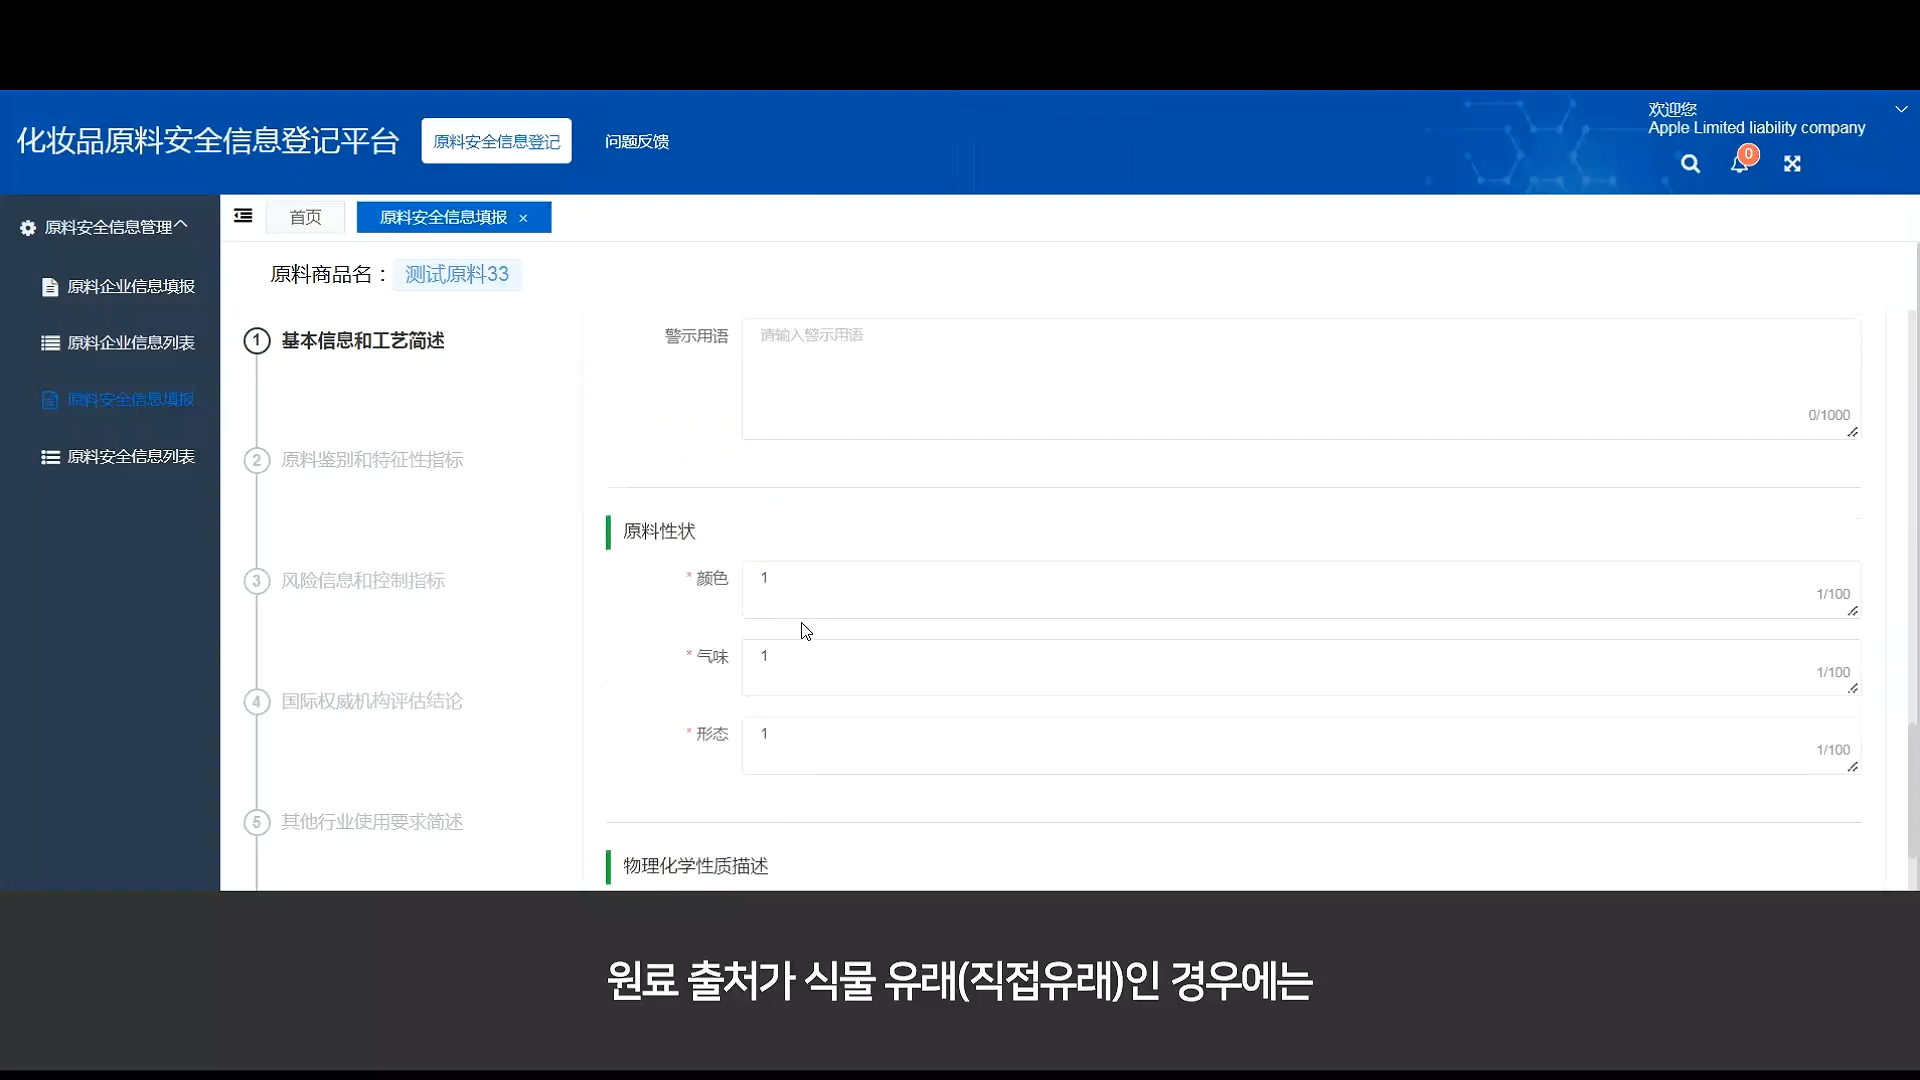 化妆品原料安全信息登记平台
原料安全信息登记
问题反馈
欢迎您
Apple Limited liability company
0
原料安全信息管理
原料企业信息填报
原料企业信息列表
原料安全信息填报
原料安全信息列表
首页
原料安全信息填报 ×
原料商品名： 测试原料33
1 基本信息和工艺简述
2 原料鉴别和特征性指标
3 风险信息和控制指标
4 国际权威机构评估结论
5 其他行业使用要求简述
警示用语
请输入警示用语
0/1000
原料性状
* 颜色
1
1/100
* 气味
1
1/100
* 形态
1
1/100
物理化学性质描述
원료 출처가 식물 유래(직접유래)인 경우에는